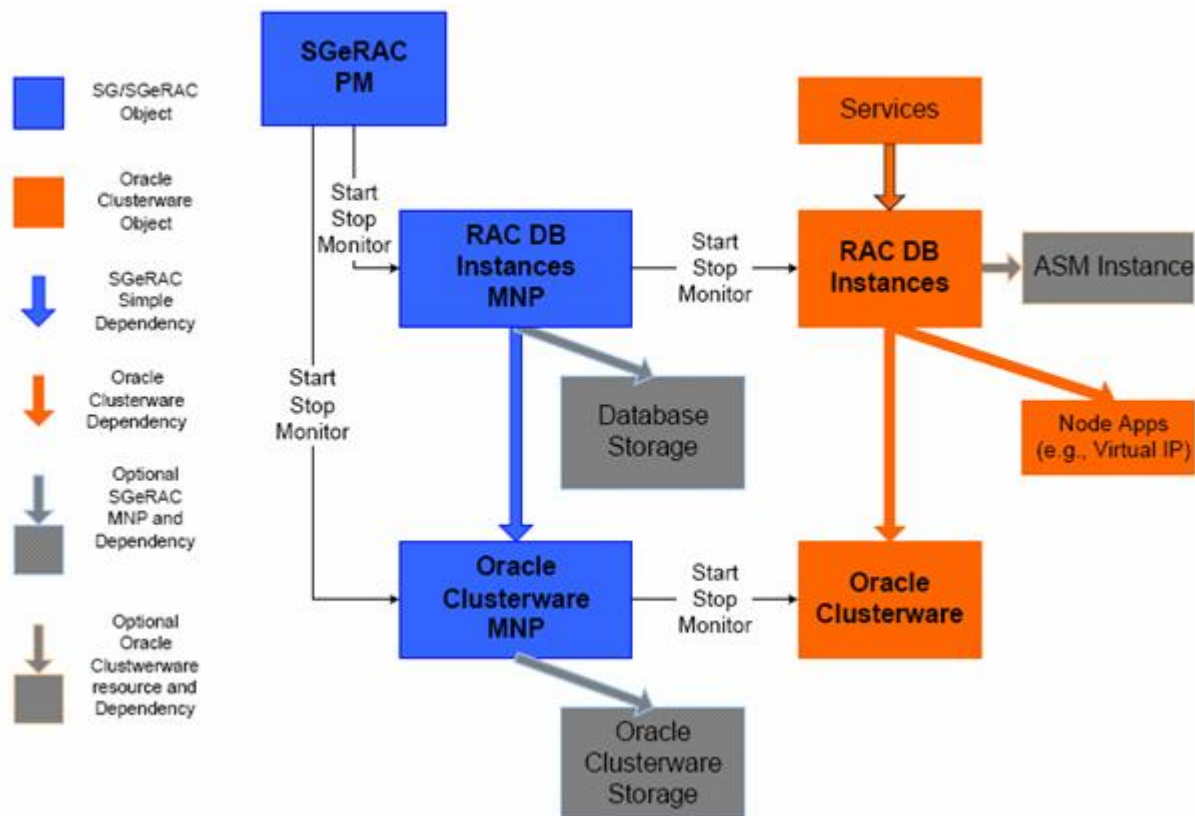 SGeRAC
PM
SG/SGeRAC
Object
Oracle
Clusterware
Object
SGeRAC
Simple
Dependency
Oracle
Clusterware
Dependency
Optional
SGeRAC
MNP and
Dependency
Optional
Oracle
Clustwerware
resource and
Dependency
Start
Stop
Monitor
Start
Stop
Monitor
RAC DB
Instances
MNP
Start
Stop
Monitor
Services
RAC DB
Instances
ASM Instance
Database
Storage
Node Apps
(e.g., Virtual IP)
Oracle
Clusterware
MNP
Start
Stop
Monitor
Oracle
Clusterware
Oracle
Clusterware
Storage